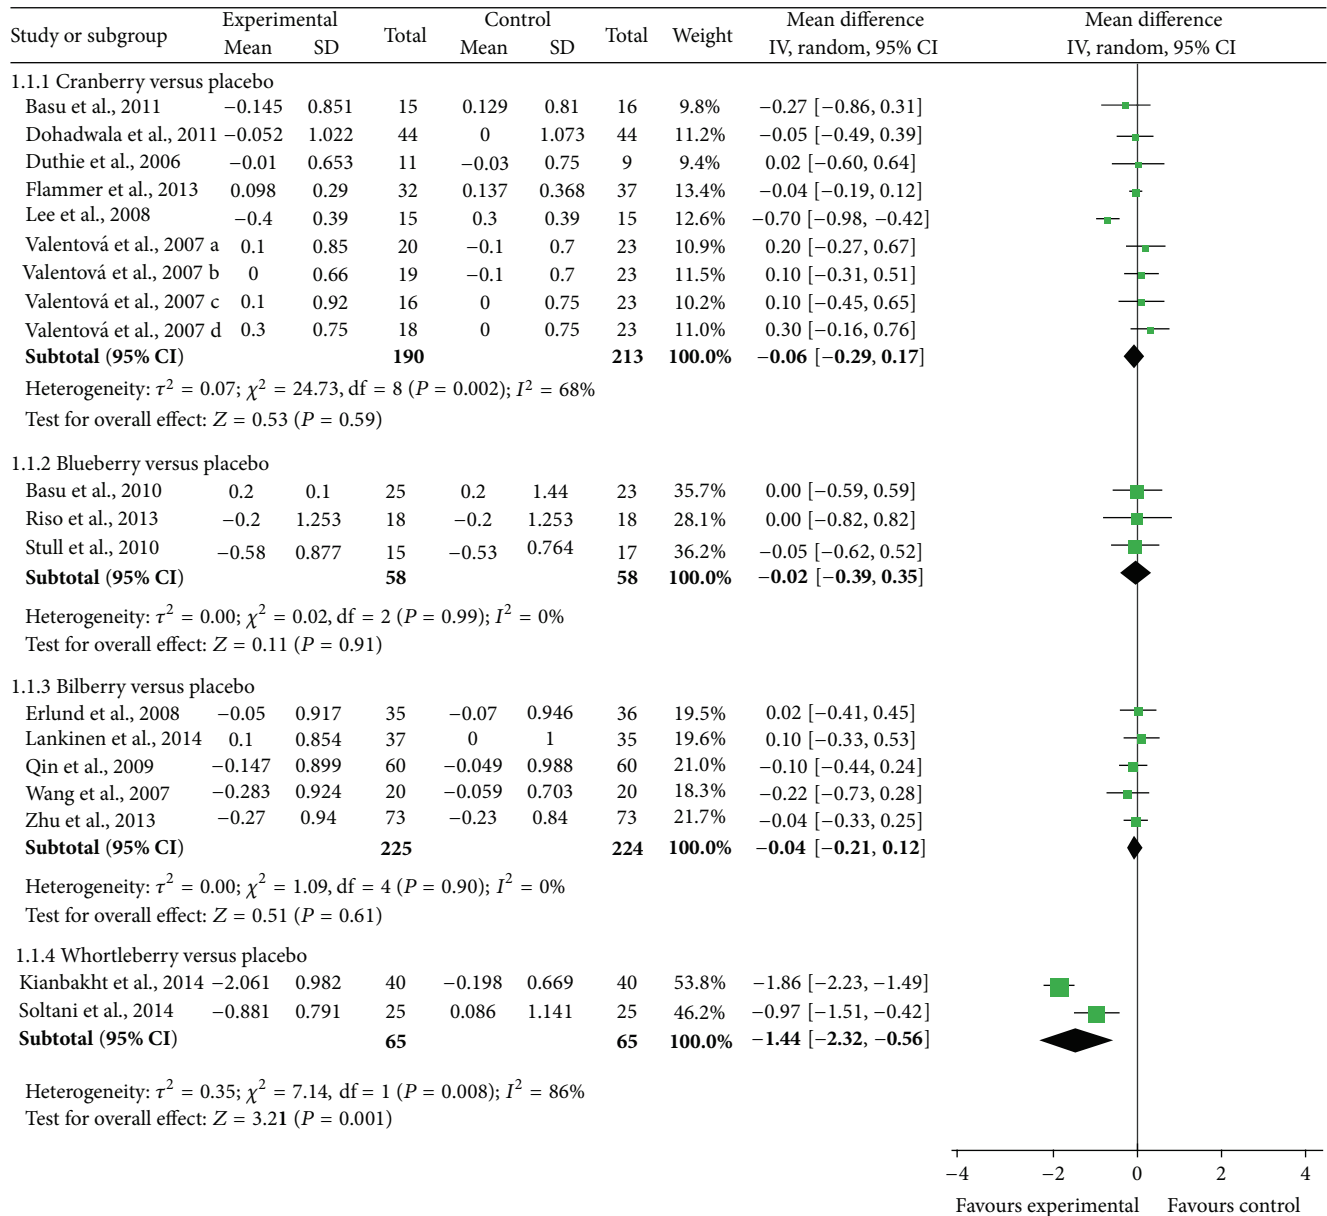 Study or subgroup Experimental Total Control Total Weight Mean difference Mean difference
Mean SD Mean SD IV, random, 95% CI IV, random, 95% CI
1.1.1 Cranberry versus placebo
Basu et al., 2011 −0.145 0.851 15 0.129 0.81 16 9.8% −0.27 [−0.86, 0.31]
Dohadwala et al., 2011 −0.052 1.022 44 0 1.073 44 11.2% −0.05 [−0.49, 0.39]
Duthie et al., 2006 −0.01 0.653 11 −0.03 0.75 9 9.4% 0.02 [−0.60, 0.64]
Flammer et al., 2013 0.098 0.29 32 0.137 0.368 37 13.4% −0.04 [−0.19, 0.12]
Lee et al., 2008 −0.4 0.39 15 0.3 0.39 15 12.6% −0.70 [−0.98, −0.42]
Valentová et al., 2007 a 0.1 0.85 20 −0.1 0.7 23 10.9% 0.20 [−0.27, 0.67]
Valentová et al., 2007 b 0 0.66 19 −0.1 0.7 23 11.5% 0.10 [−0.31, 0.51]
Valentová et al., 2007 c 0.1 0.92 16 0 0.75 23 10.2% 0.10 [−0.45, 0.65]
Valentová et al., 2007 d 0.3 0.75 18 0 0.75 23 11.0% 0.30 [−0.16, 0.76]
Subtotal (95% CI) 190 213 100.0% −0.06 [−0.29, 0.17]
Heterogeneity: τ² = 0.07; χ² = 24.73, df = 8 (P = 0.002); I² = 68%
Test for overall effect: Z = 0.53 (P = 0.59)
1.1.2 Blueberry versus placebo
Basu et al., 2010 0.2 0.1 25 0.2 1.44 23 35.7% 0.00 [−0.59, 0.59]
Riso et al., 2013 −0.2 1.253 18 −0.2 1.253 18 28.1% 0.00 [−0.82, 0.82]
Stull et al., 2010 −0.58 0.877 15 −0.53 0.764 17 36.2% −0.05 [−0.62, 0.52]
Subtotal (95% CI) 58 58 100.0% −0.02 [−0.39, 0.35]
Heterogeneity: τ² = 0.00; χ² = 0.02, df = 2 (P = 0.99); I² = 0%
Test for overall effect: Z = 0.11 (P = 0.91)
1.1.3 Bilberry versus placebo
Erlund et al., 2008 −0.05 0.917 35 −0.07 0.946 36 19.5% 0.02 [−0.41, 0.45]
Lankinen et al., 2014 0.1 0.854 37 0 1 35 19.6% 0.10 [−0.33, 0.53]
Qin et al., 2009 −0.147 0.899 60 −0.049 0.988 60 21.0% −0.10 [−0.44, 0.24]
Wang et al., 2007 −0.283 0.924 20 −0.059 0.703 20 18.3% −0.22 [−0.73, 0.28]
Zhu et al., 2013 −0.27 0.94 73 −0.23 0.84 73 21.7% −0.04 [−0.33, 0.25]
Subtotal (95% CI) 225 224 100.0% −0.04 [−0.21, 0.12]
Heterogeneity: τ² = 0.00; χ² = 1.09, df = 4 (P = 0.90); I² = 0%
Test for overall effect: Z = 0.51 (P = 0.61)
1.1.4 Whortleberry versus placebo
Kianbakht et al., 2014 −2.061 0.982 40 −0.198 0.669 40 53.8% −1.86 [−2.23, −1.49]
Soltani et al., 2014 −0.881 0.791 25 0.086 1.141 25 46.2% −0.97 [−1.51, −0.42]
Subtotal (95% CI) 65 65 100.0% −1.44 [−2.32, −0.56]
Heterogeneity: τ² = 0.35; χ² = 7.14, df = 1 (P = 0.008); I² = 86%
Test for overall effect: Z = 3.21 (P = 0.001)
−4 −2 0 2 4
Favours experimental Favours control